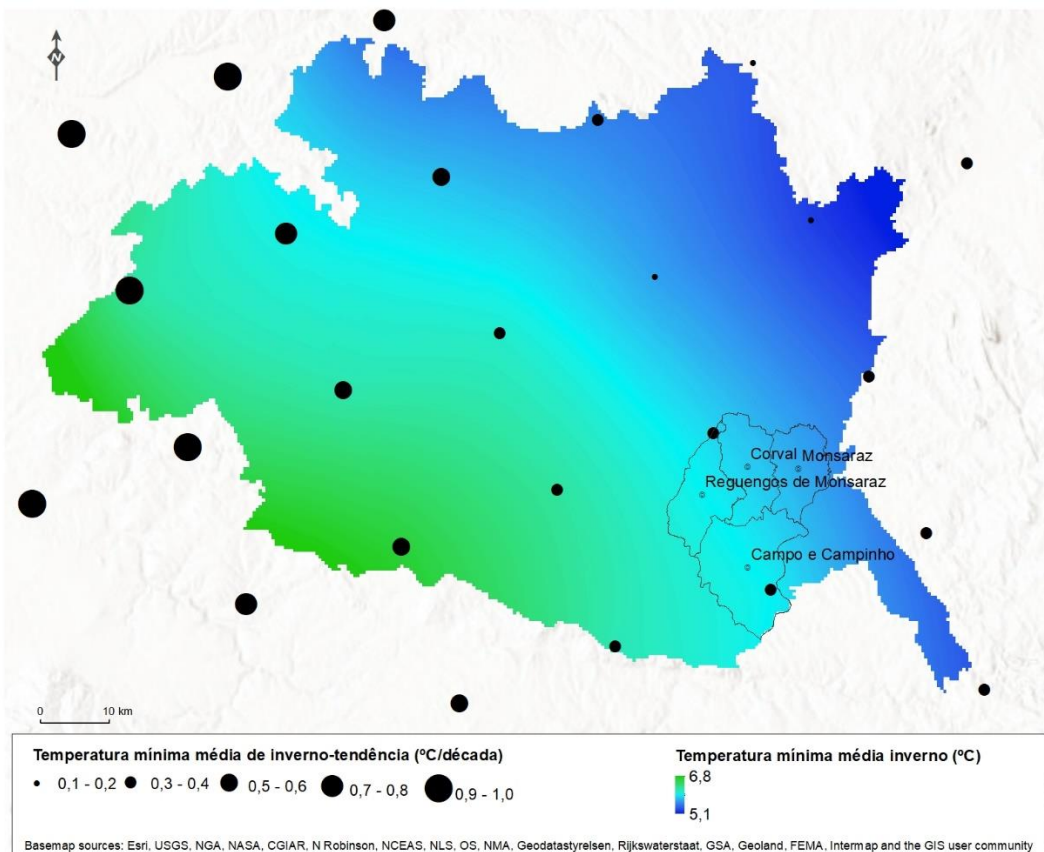 N
Corval Monsaraz
Reguengos de Monsaraz
Campo e Campinho
0 10 km
Temperatura mínima média de inverno-tendência (ºC/década)
0,1 - 0,2 0,3 - 0,4 0,5 - 0,6 0,7 - 0,8 0,9 - 1,0
Temperatura mínima média inverno (ºC)
6,8
5,1
Basemap sources: Esri, USGS, NGA, NASA, CGIAR, N Robinson, NCEAS, NLS, OS, NMA, Geodatastyrelsen, Rijkswaterstaat, GSA, Geoland, FEMA, Intermap and the GIS user community